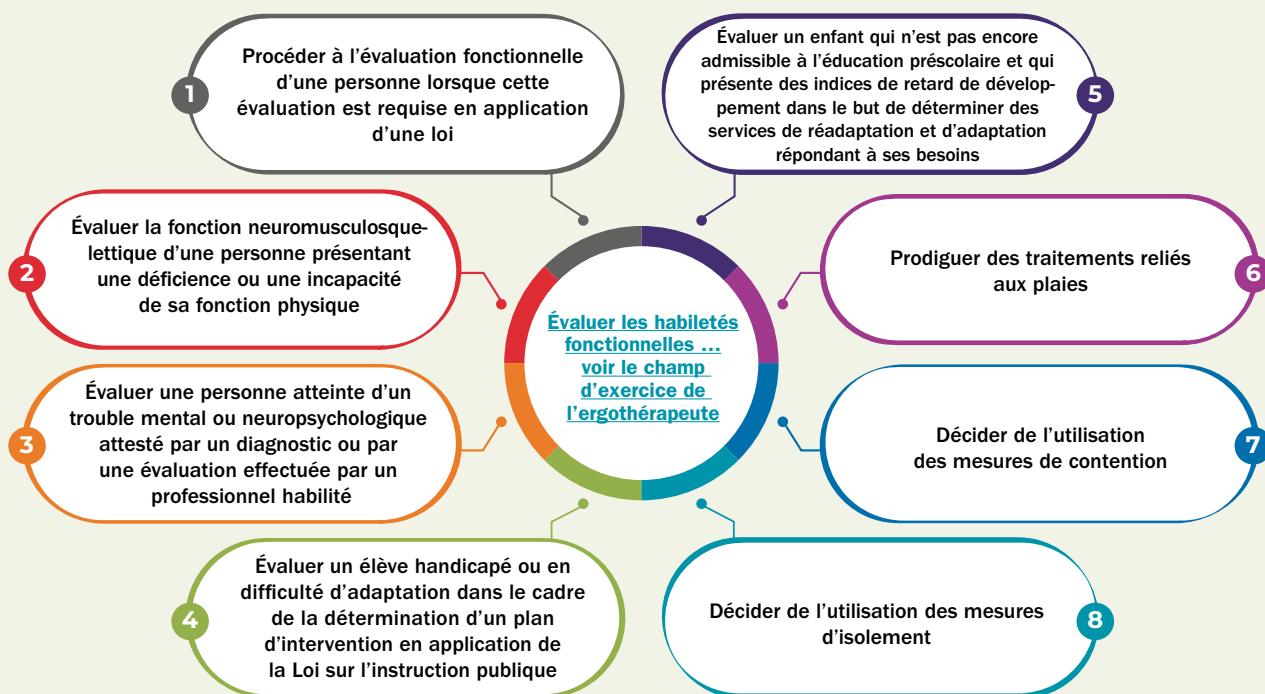 1
Procéder à l’évaluation fonctionnelle
d’une personne lorsque cette
évaluation est requise en application
d’une loi
2
Évaluer la fonction neuromusculosque-
lettique d’une personne présentant
une déficience ou une incapacité
de sa fonction physique
3
Évaluer une personne atteinte d’un
trouble mental ou neuropsychologique
attesté par un diagnostic ou par
une évaluation effectuée par un
professionnel habilité
4
Évaluer un élève handicapé ou en
difficulté d’adaptation dans le cadre
de la détermination d’un plan
d’intervention en application de
la Loi sur l’instruction publique
Évaluer les habiletés
fonctionnelles ...
voir le champ
d’exercice de
l’ergothérapeute
Évaluer un enfant qui n’est pas encore
admissible à l’éducation préscolaire et qui
présente des indices de retard de dévelop-
pement dans le but de déterminer des
services de réadaptation et d’adaptation
répondant à ses besoins
5
Prodiguer des traitements reliés
aux plaies
6
Décider de l’utilisation
des mesures de contention
7
Décider de l’utilisation des mesures
d’isolement
8